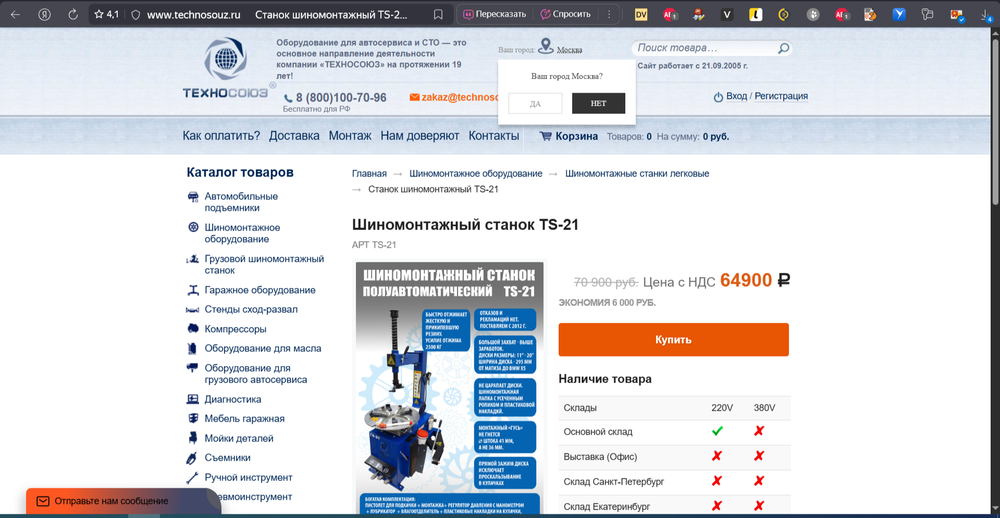 4,1
www.technosouz.ru
Станок шиномонтажный TS-2...
Пересказать
Спросить
DV
1
V
L
1
4
Оборудование для автосервиса и СТО — это
основное направление деятельности
компании «ТЕХНОСОЮЗ» на протяжении 19
лет!
Ваш город:
Москва
Поиск товара…
Сайт работает с 21.09.2005 г.
Ваш город Москва?
ДА
НЕТ
ТЕХНОСОЮЗ®
8 (800)100-70-96
Бесплатно для РФ
zakaz@technoso
Вход / Регистрация
Как оплатить?
Доставка
Монтаж
Нам доверяют
Контакты
Корзина
Товаров: 0
На сумму: 0 руб.
Каталог товаров
Автомобильные
подъемники
Шиномонтажное
оборудование
Грузовой шиномонтажный
станок
Гаражное оборудование
Стенды сход-развал
Компрессоры
Оборудование для масла
Оборудование для
грузового автосервиса
Диагностика
Мебель гаражная
Мойки деталей
Съемники
Ручной инструмент
евмоинструмент
Отправьте нам сообщение
Главная → Шиномонтажное оборудование → Шиномонтажные станки легковые
→ Станок шиномонтажный TS-21
Шиномонтажный станок TS-21
АРТ TS-21
ШИНОМОНТАЖНЫЙ СТАНОК
ПОЛУАВТОМАТИЧЕСКИЙ TS-21
БЫСТРО ОТЖИМАЕТ
ЖЕСТКУЮ И
ПРИКИПЕВШУЮ
РЕЗИНУ.
УСИЛИЕ ОТЖИМА
2500 КГ
ОТКАЗОВ И
РЕКЛАМАЦИЙ НЕТ.
ПОСТАВЛЯЕМ С 2012 Г.
БОЛЬШОЙ ЗАХВАТ - ВЫШЕ
ЗАРАБОТОК.
ДИСКИ РАЗМЕРЫ: 11" - 20"
ШИРИНА ДИСКА - 295 ММ
ОТ МАТИЗА ДО BMW X5
НЕ ЦАРАПАЕТ ДИСКИ.
ШИНОМОНТАЖНАЯ
ЛАПКА С УСЕЧЕННЫМ
РОЛИКОМ И ПЛАСТИКОВОЙ
НАКЛАДКЙ.
МОНТАЖНЫЙ «ГУСЬ»
НЕ ГНЕТСЯ
⌀ ШТОКА 41 ММ,
А НЕ 36 ММ.
ПРЯМОЙ ЗАЖИМ ДИСКА
ИСКЛЮЧАЕТ
ПРОСКАЛЬЗЫВАНИЕ
В КУЛАЧКАХ
TS-21
БОГАТАЯ КОМПЛЕКТАЦИЯ:
ПИСТОЛЕТ ДЛЯ ПОДКАЧКИ + МОНТАЖКА+ РЕГУЛЯТОР ДАВЛЕНИЯ С МАНОМЕТРОМ
+ ЛУБРИКАТОР + ВЛАГООТДЕЛИТЕЛЬ + ПЛАСТИКОВЫЕ НАКЛАДКИ НА КУЛАЧКИ,
70 900 руб. Цена с НДС 64900 ₽
ЭКОНОМИЯ 6 000 РУБ.
Купить
Наличие товара
Склады 220V 380V
Основной склад
Выставка (Офис)
Склад Санкт-Петербург
Склад Екатеринбург